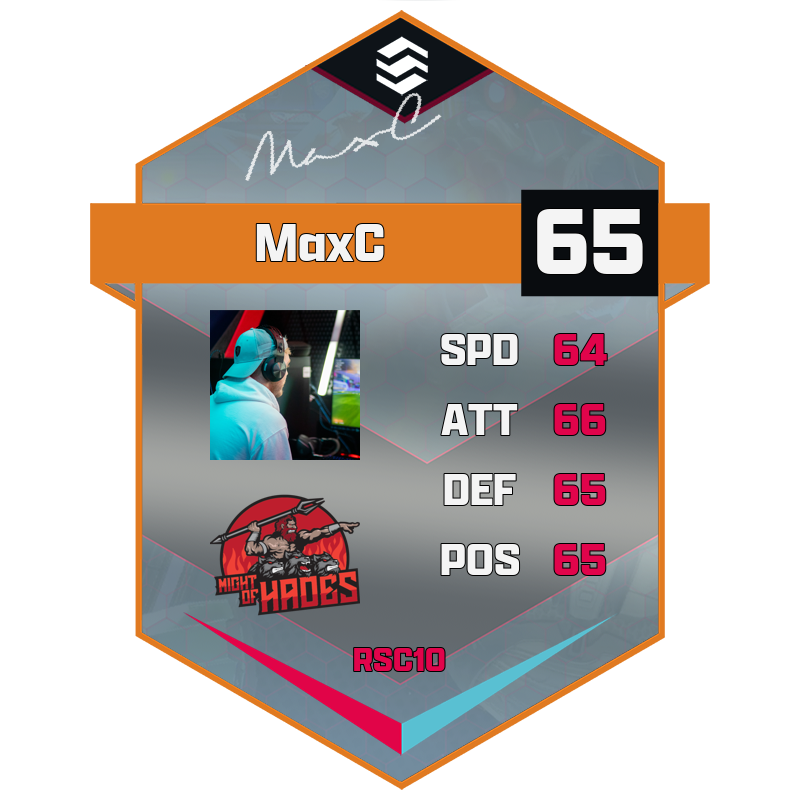 MaxC
MaxC 65
SPD 64
ATT 66
DEF 65
POS 65
MIGHT
OF HADES
RSC10